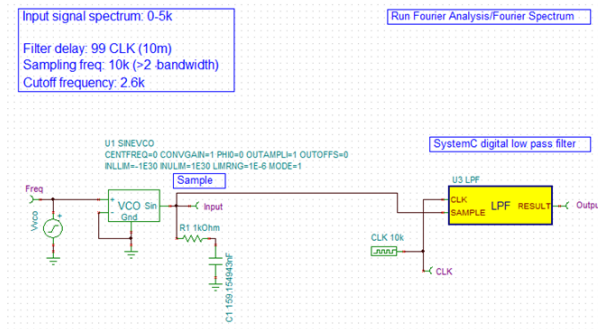 Input signal spectrum: 0-5k
Run Fourier Analysis/Fourier Spectrum
Filter delay: 99 CLK (10m)
Sampling freq: 10k (>2 ·bandwidth)
Cutoff frequency: 2.6k
U1 SINEVCO
CENTFREQ=0 CONVGAIN=1 PHI0=0 OUTAMPLI=1 OUTOFFS=0
INLLIM=-1E30 INULIM=1E30 LIMRNG=1E-6 MODE=1
SystemC digital low pass filter
Sample
U3 LPF
Freq
VCO Sin
Gnd
Input
CLK
SAMPLE
LPF
RESULT
Outpu
Vvco
R1 1kOhm
CLK 10k
CLK
C1 159.154943nF